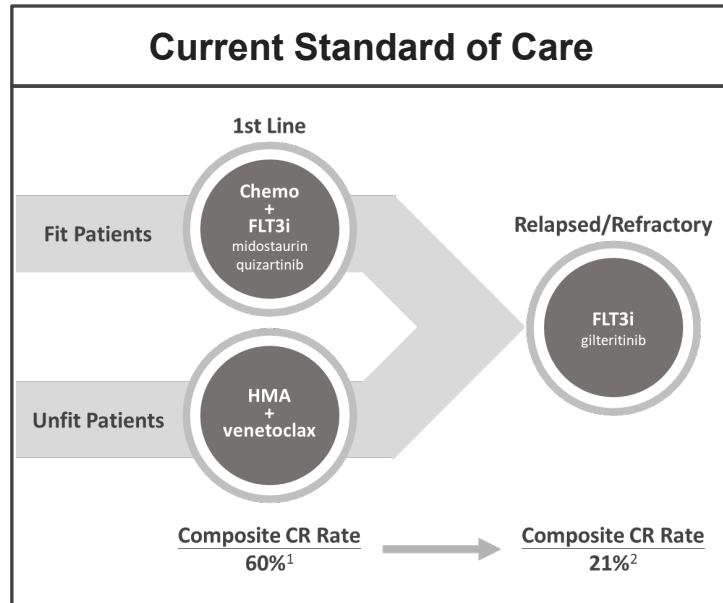 Current Standard of Care
1st Line
Chemo
+
FLT3i
midostaurin
quizartinib
Fit Patients
Relapsed/Refractory
FLT3i
gilteritinib
HMA
+
venetoclax
Unfit Patients
Composite CR Rate
60%1
Composite CR Rate
21%2